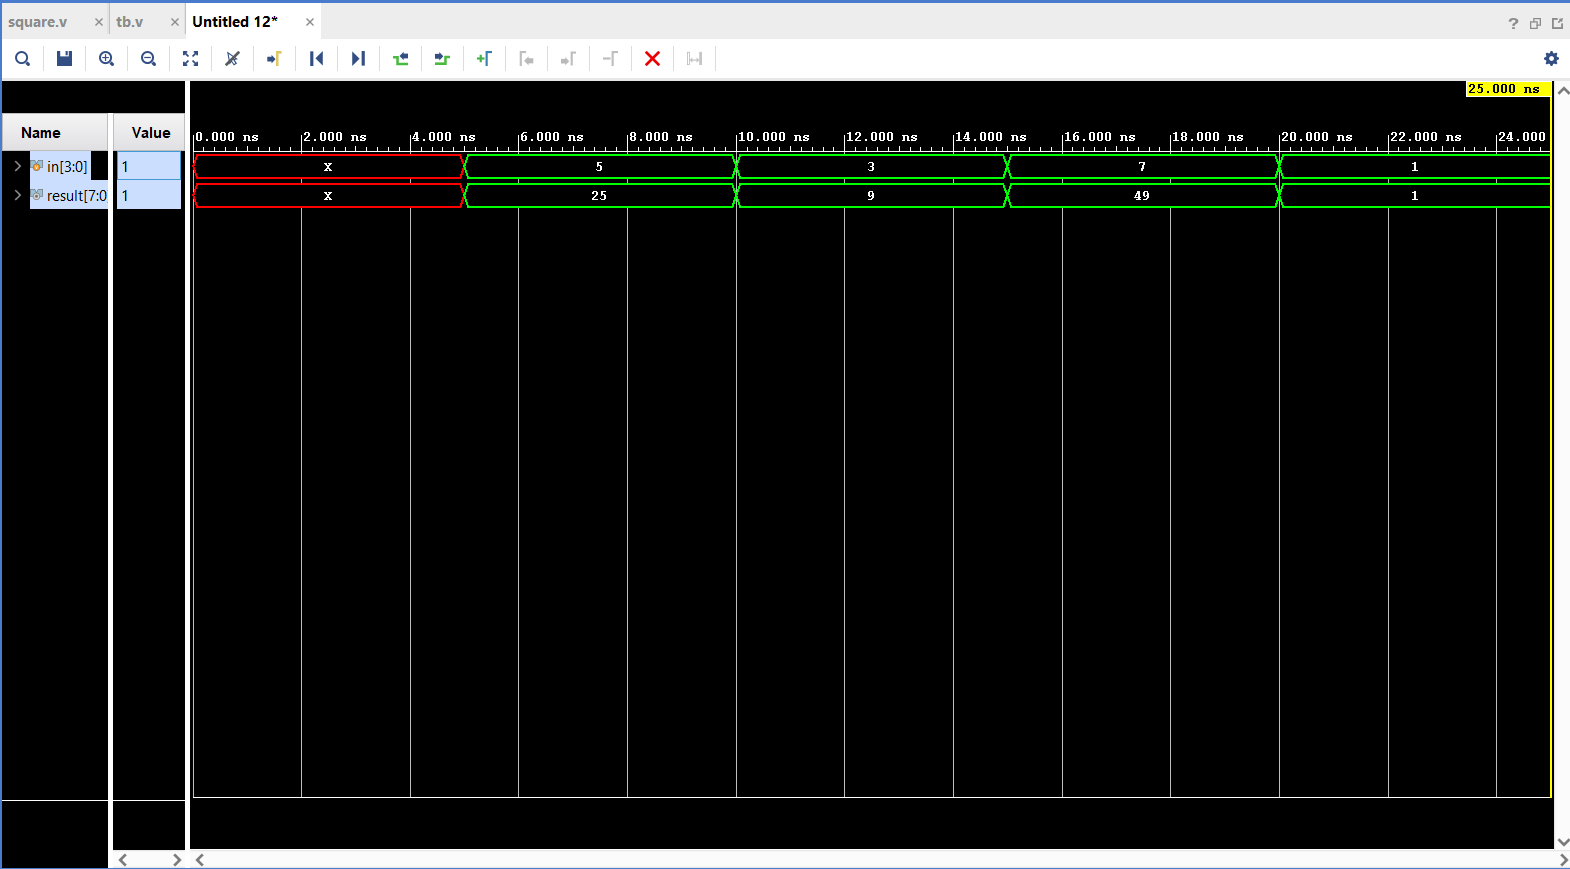 square.v × tb.v × Untitled 12* × ?
25.000 ns
Name Value 0.000 ns 2.000 ns 4.000 ns 6.000 ns 8.000 ns 10.000 ns 12.000 ns 14.000 ns 16.000 ns 18.000 ns 20.000 ns 22.000 ns 24.000
in[3:0] 1 X 5 3 7 1
result[7:0 1 X 25 9 49 1